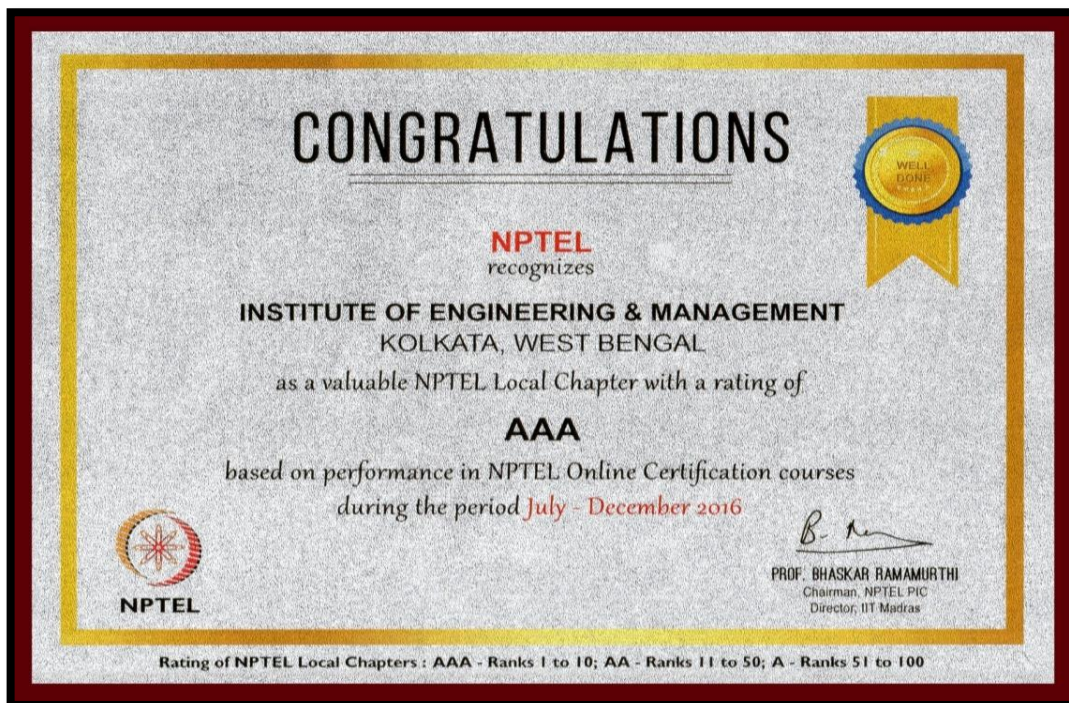 CONGRATULATIONS
WELL
DONE
NPTEL
recognizes
INSTITUTE OF ENGINEERING & MANAGEMENT
KOLKATA, WEST BENGAL
as a valuable NPTEL Local Chapter with a rating of
AAA
based on performance in NPTEL Online Certification courses
during the period July - December 2016
PROF. BHASKAR RAMAMURTHI
Chairman, NPTEL PIC
Director, IIT Madras
NPTEL
Rating of NPTEL Local Chapters : AAA - Ranks 1 to 10; AA - Ranks 11 to 50; A - Ranks 51 to 100